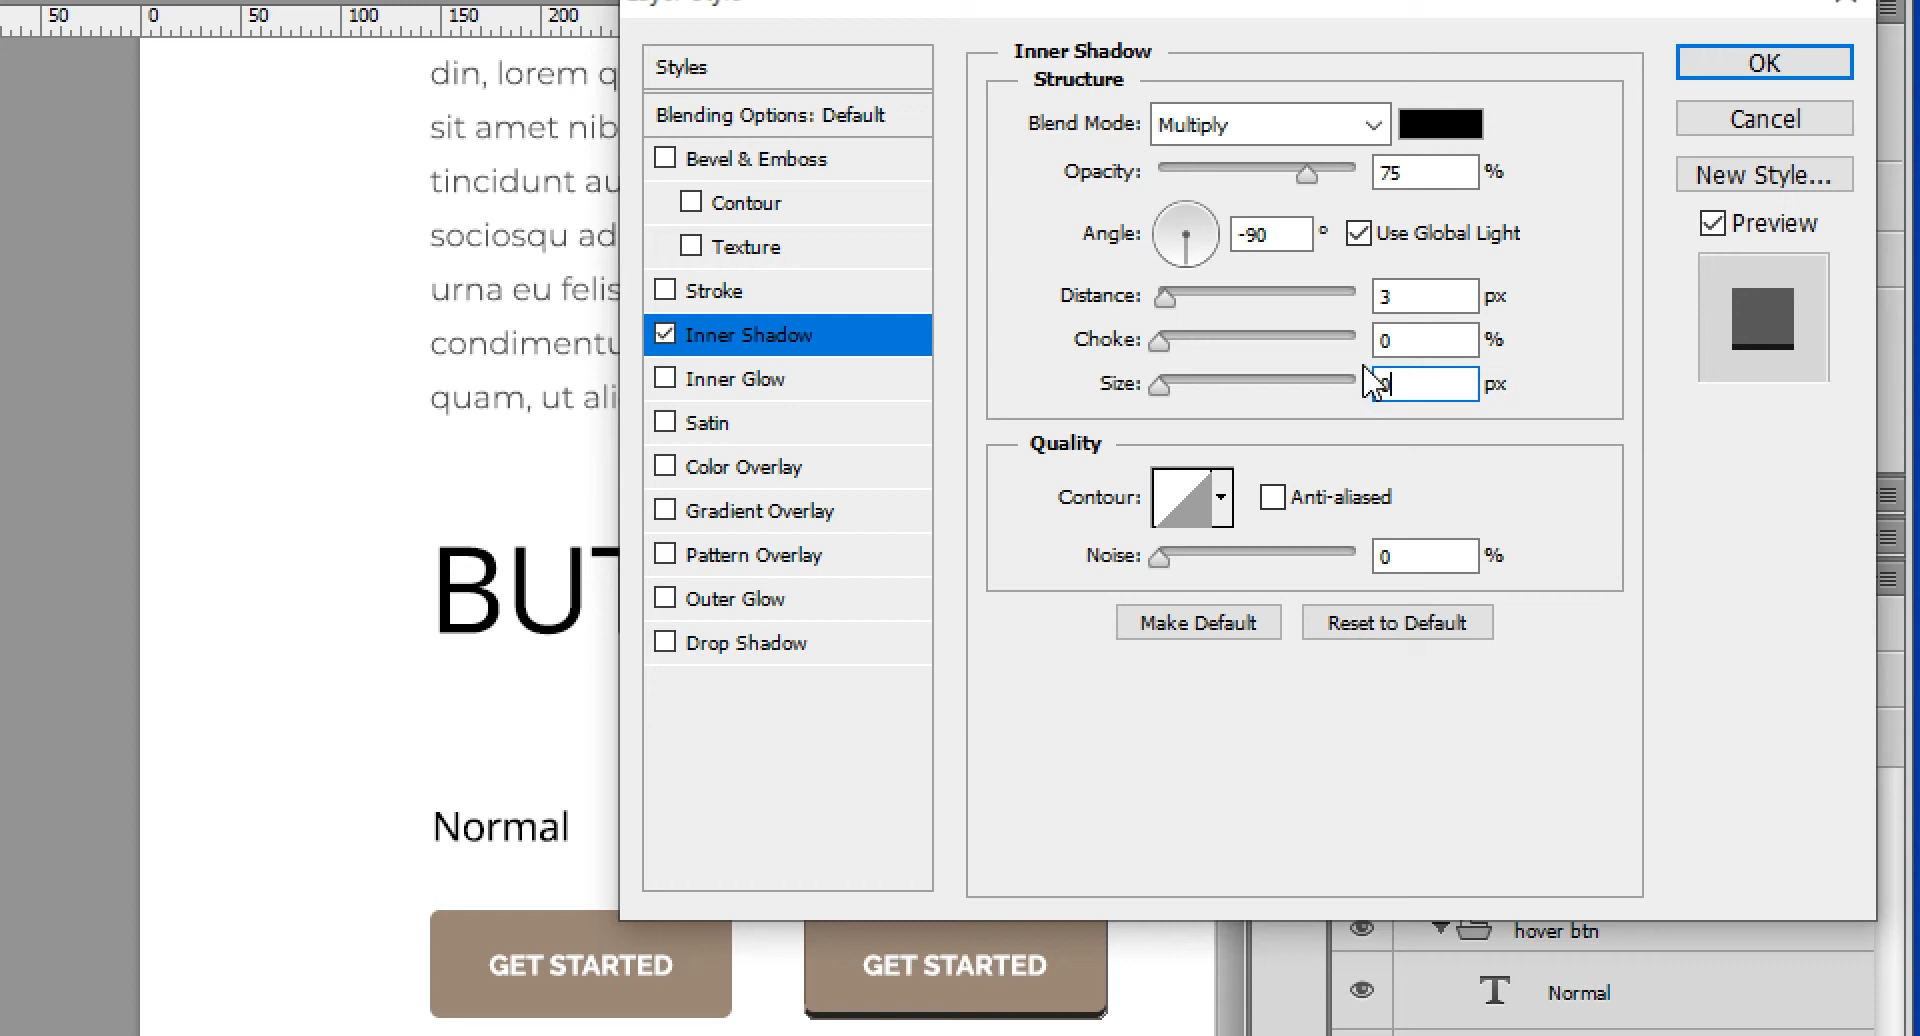 50
0
50
100
150
200
din, lorem q
sit amet nib
tincidunt au
sociosqu ad
urna eu felis
condimentu
quam, ut ali
BUT
Normal
GET STARTED
GET STARTED
Styles
Blending Options: Default
Bevel & Emboss
Contour
Texture
Stroke
Inner Shadow
Inner Glow
Satin
Color Overlay
Gradient Overlay
Pattern Overlay
Outer Glow
Drop Shadow
Inner Shadow
Structure
Blend Mode: Multiply
Opacity: 75 %
Angle: -90 ° Use Global Light
Distance: 3 px
Choke: 0 %
Size: 0 px
Quality
Contour: Anti-aliased
Noise: 0 %
Make Default Reset to Default
OK
Cancel
New Style...
Preview
hover btn
T Normal